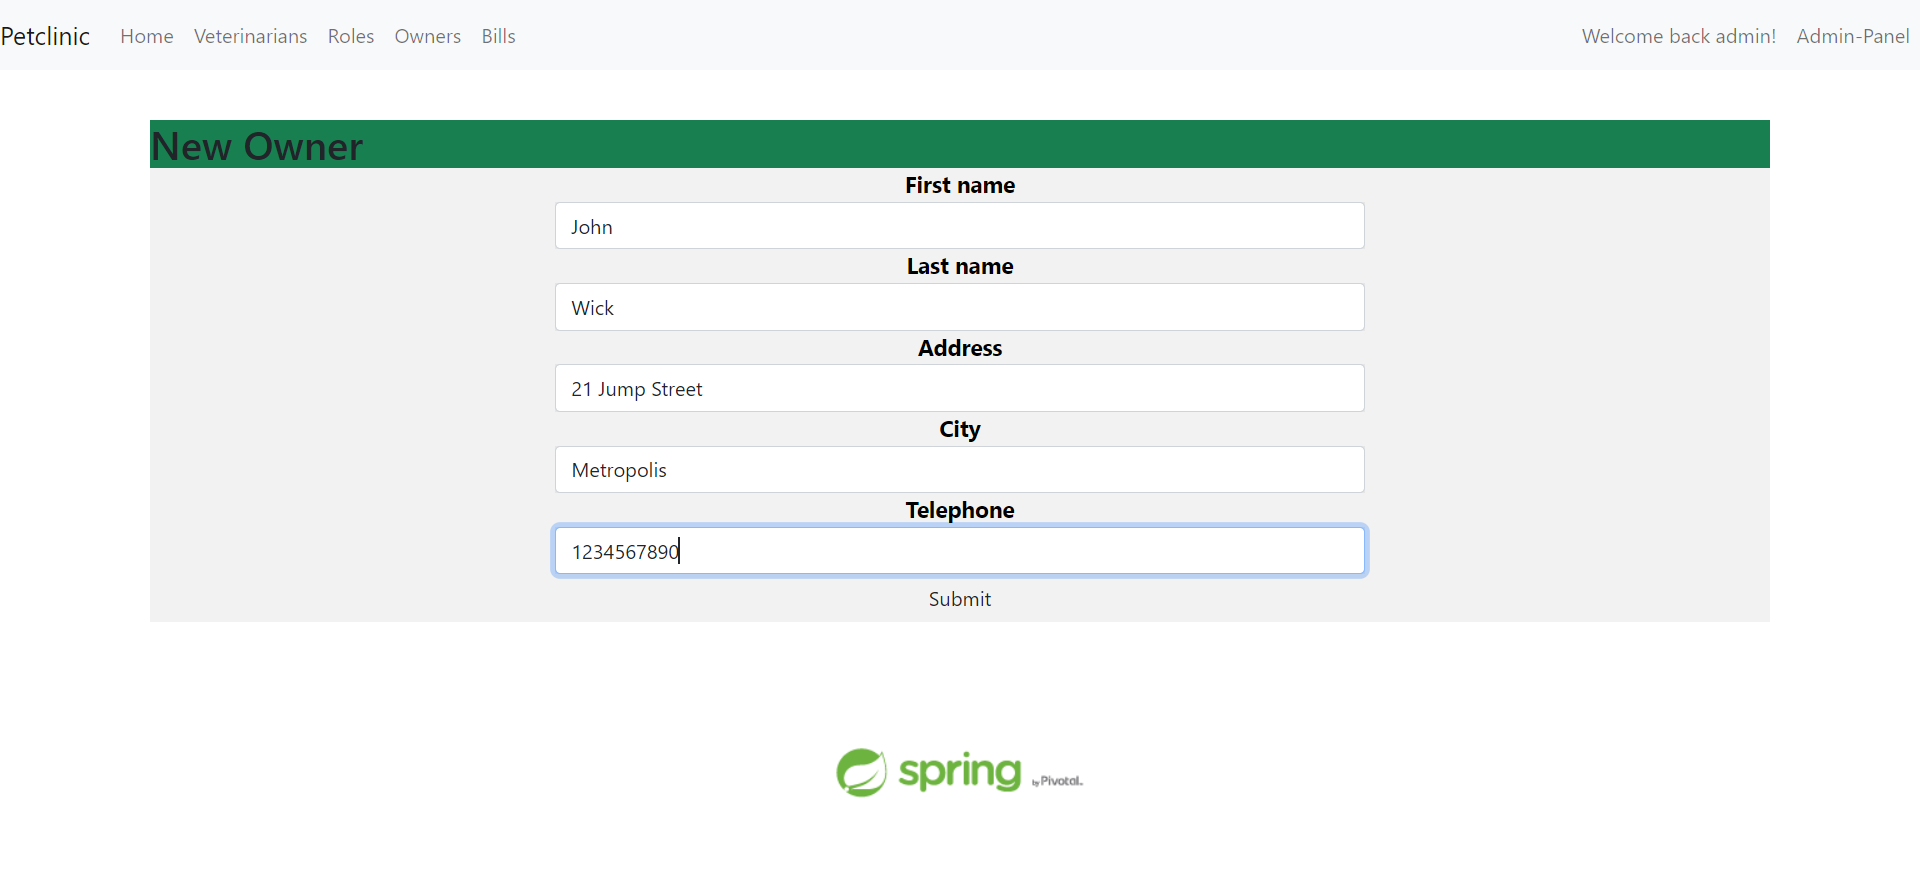 Petclinic Home Veterinarians Roles Owners Bills Welcome back admin! Admin-Panel
New Owner
First name
John
Last name
Wick
Address
21 Jump Street
City
Metropolis
Telephone
1234567890
Submit
spring by Pivotal.